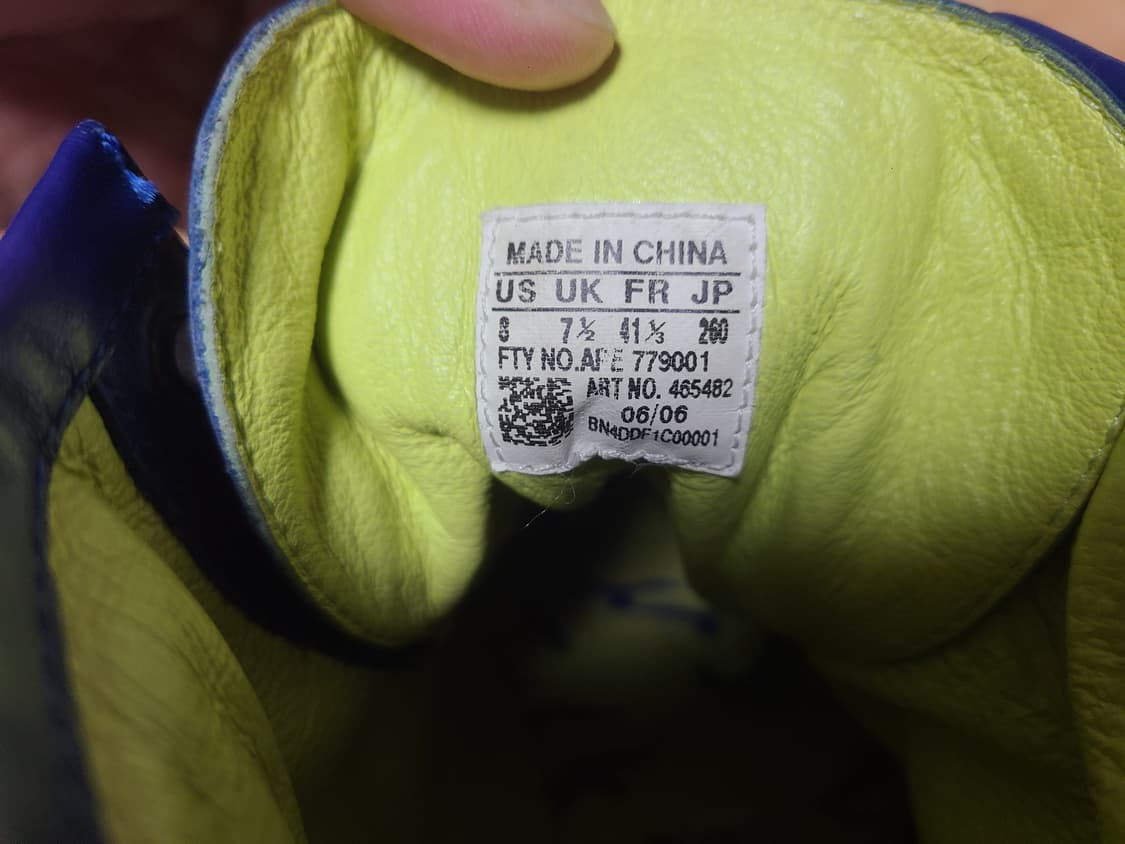 MADE IN CHINA
US UK FR JP
8 7½ 41⅓ 260
FTY NO. 779001
ART NO. 465482
06/06
BN4DDF1C00001